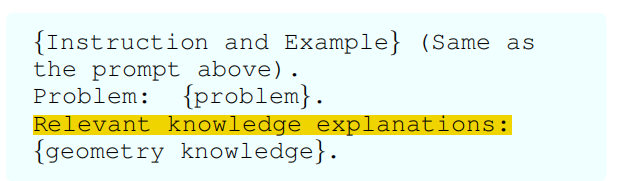 {Instruction and Example} (Same as
the prompt above).
Problem: {problem}.
Relevant knowledge explanations:
{geometry knowledge}.